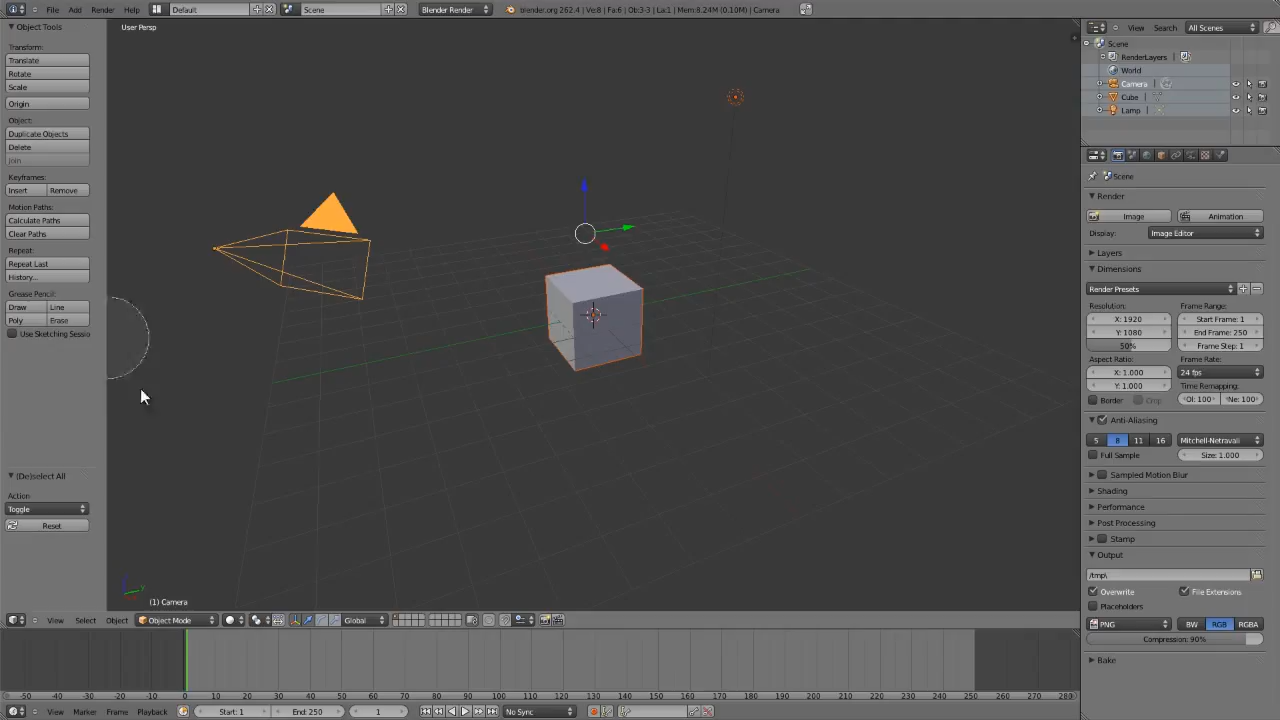 File Add Render Help Default Scene Blender Render blender.org 262.4 | Ve:8 | Fa:6 | Ob:3-3 | La:1 | Mem:8.24M (0.10M) | Camera
Object Tools
Transform:
Translate
Rotate
Scale
Origin
Object:
Duplicate Objects
Delete
Join
Keyframes:
Insert Remove
Motion Paths:
Calculate Paths
Clear Paths
Repeat:
Repeat Last
History...
Grease Pencil:
Draw Line
Poly Erase
Use Sketching Sessio
(De)select All
Action
Toggle
Reset
User Persp
(1) Camera
View Select Object Object Mode Global
-50 -40 -30 -20 -10 0 10 20 30 40 50 60 70 80 90 100 110 120 130 140 150 160 170 180 190 200 210 220 230 240 250 260 270 280
View Marker Frame Playback Start: 1 End: 250 1 No Sync
View Search All Scenes
Scene
RenderLayers
World
Camera
Cube
Lamp
Scene
Render
Image Animation
Display: Image Editor
Layers
Dimensions
Render Presets
Resolution: Frame Range:
X: 1920 Start Frame: 1
Y: 1080 End Frame: 250
50% Frame Step: 1
Aspect Ratio: Frame Rate:
X: 1.000 24 fps
Y: 1.000 Time Remapping:
Border Crop Ol: 100 Ne: 100
Anti-Aliasing
5 8 11 16 Mitchell-Netravali
Full Sample Size: 1.000
Sampled Motion Blur
Shading
Performance
Post Processing
Stamp
Output
/tmp\
Overwrite File Extensions
Placeholders
PNG BW RGB RGBA
Compression: 90%
Bake